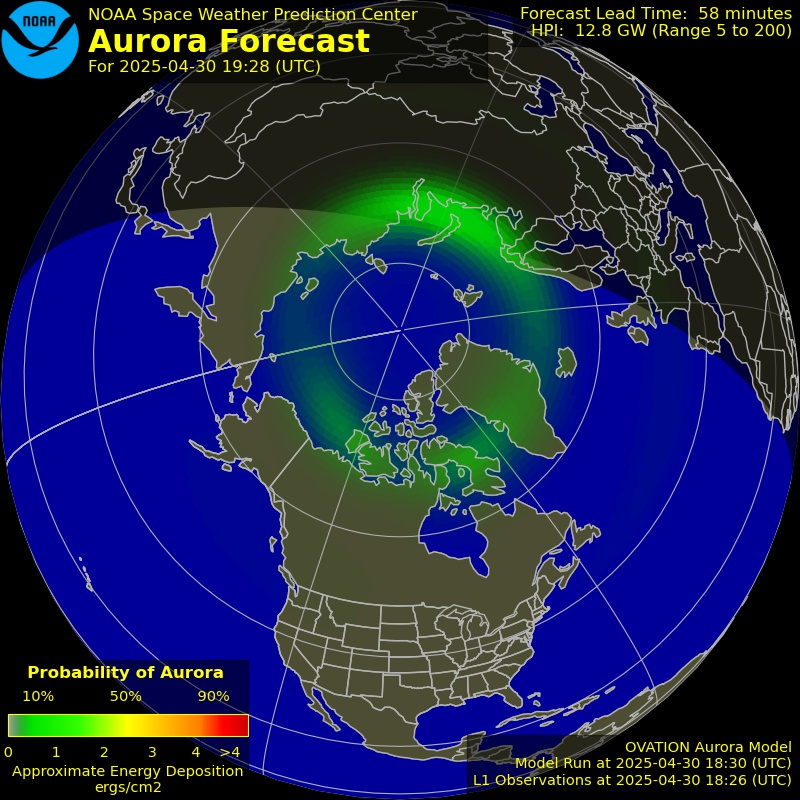 NOAA
NOAA Space Weather Prediction Center
Aurora Forecast
For 2025-04-30 19:28 (UTC)
Forecast Lead Time: 58 minutes
HPI: 12.8 GW (Range 5 to 200)
Probability of Aurora
10% 50% 90%
0 1 2 3 4 >4
Approximate Energy Deposition
ergs/cm2
OVATION Aurora Model
Model Run at 2025-04-30 18:30 (UTC)
L1 Observations at 2025-04-30 18:26 (UTC)